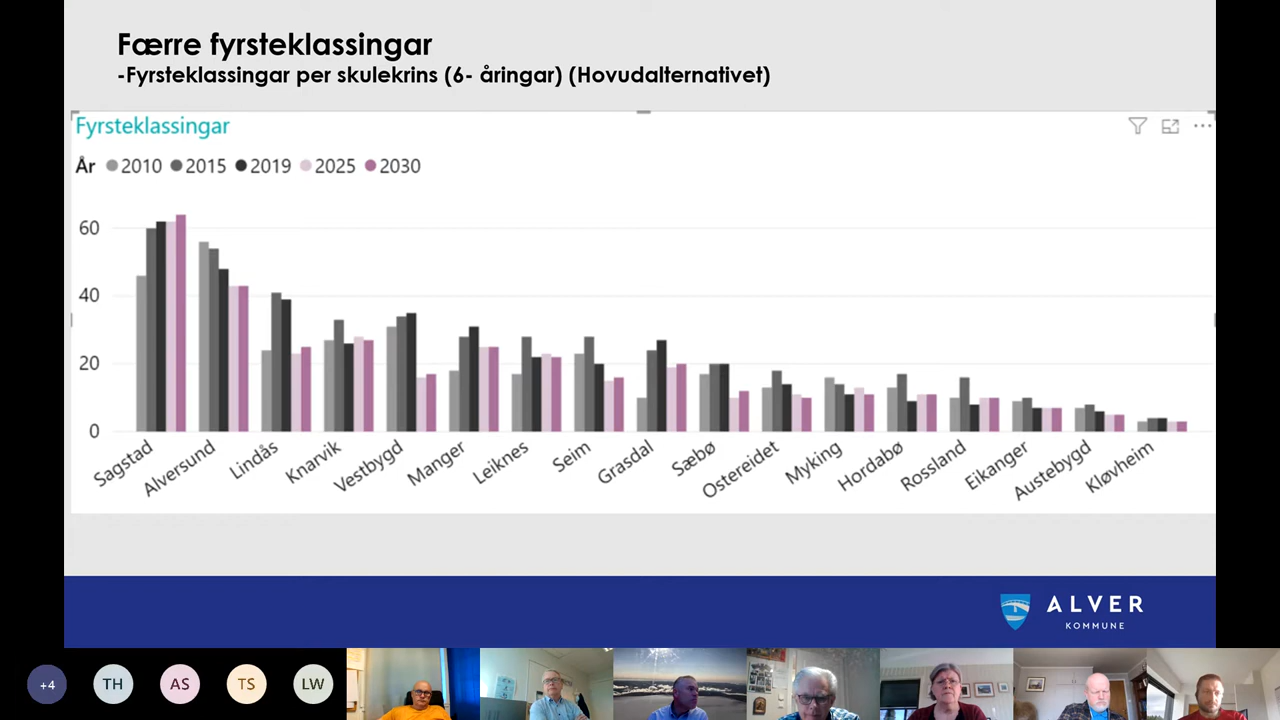 Færre fyrsteklassingar
-Fyrsteklassingar per skulekrins (6- åringar) (Hovudalternativet)
Fyrsteklassingar
År 2010 2015 2019 2025 2030
60
40
20
0
Sagstad Alversund Lindås Knarvik Vestbygd Manger Leiknes Seim Grasdal Sæbø Ostereidet Myking Hordabø Rossland Eikanger Austebygd Kløvheim
ALVER
KOMMUNE
+4 TH AS TS LW